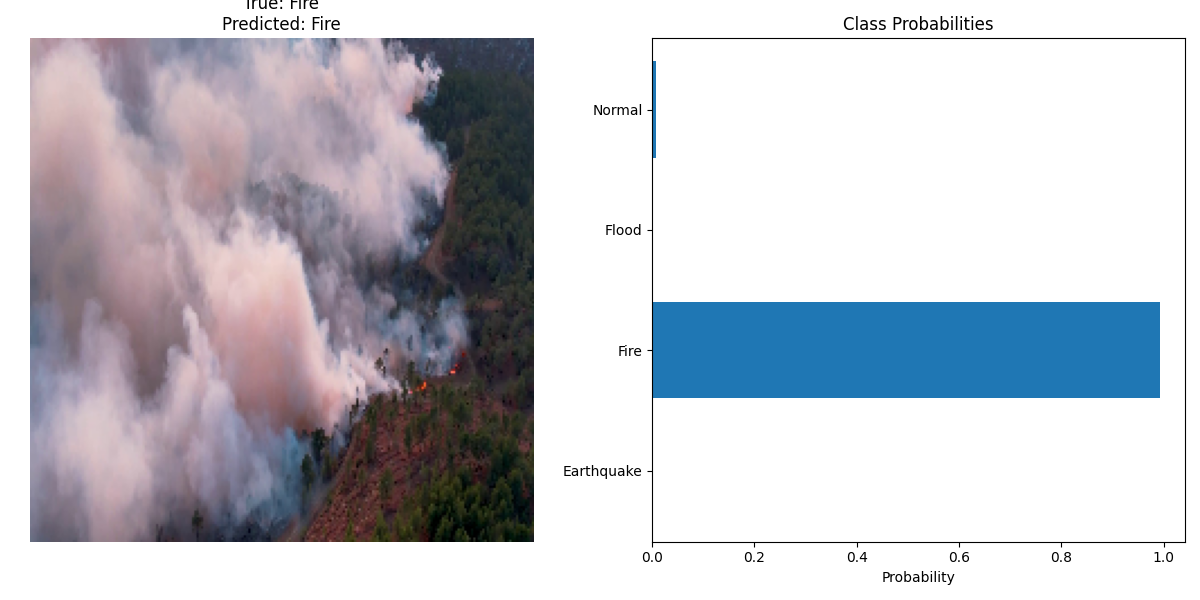 True: Fire
Predicted: Fire
Class Probabilities
Normal
Flood
Fire
Earthquake
0.0 0.2 0.4 0.6 0.8 1.0
Probability